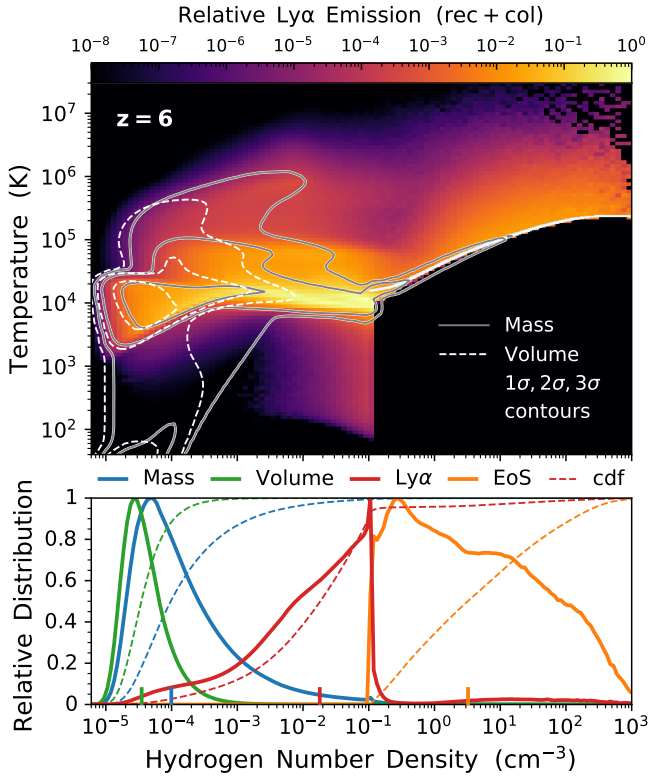 Relative Lyα Emission (rec + col)
10⁻⁸ 10⁻⁷ 10⁻⁶ 10⁻⁵ 10⁻⁴ 10⁻³ 10⁻² 10⁻¹ 10⁰
z = 6
Temperature (K)
10⁷
10⁶
10⁵
10⁴
10³
10²
Mass
Volume
1σ, 2σ, 3σ
contours
Mass Volume Lyα EoS cdf
Relative Distribution
1
0.8
0.6
0.4
0.2
0
10⁻⁵ 10⁻⁴ 10⁻³ 10⁻² 10⁻¹ 10⁰ 10¹ 10² 10³
Hydrogen Number Density (cm⁻³)